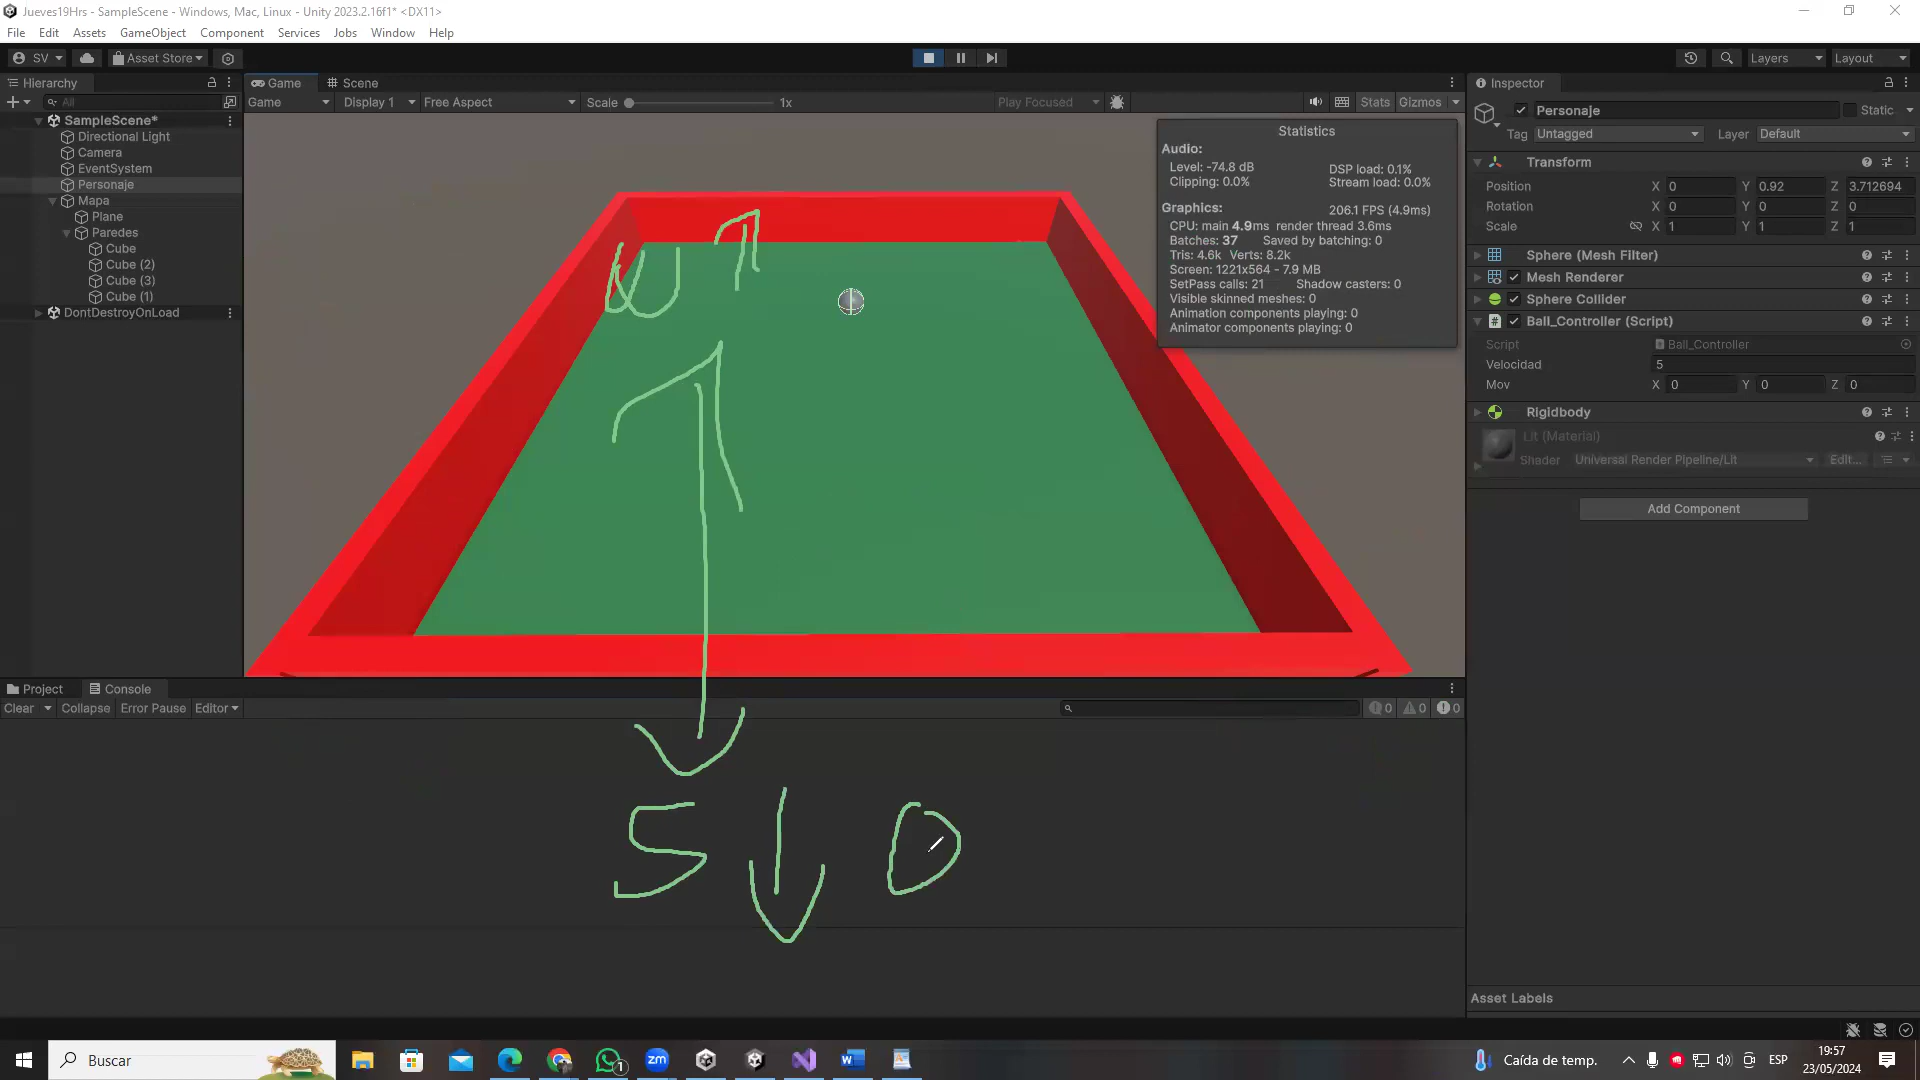 Jueves19Hrs - SampleScene - Windows, Mac, Linux - Unity 2023.2.16f1* <DX11>
File Edit Assets GameObject Component Services Jobs Window Help
SV Asset Store Layers Layout
Hierarchy
All
SampleScene*
Directional Light
Camera
EventSystem
Personaje
Mapa
Plane
Paredes
Cube
Cube (2)
Cube (3)
Cube (1)
DontDestroyOnLoad
Game Scene
Game Display 1 Free Aspect Scale 1x Play Focused Stats Gizmos
Statistics
Audio:
Level: -74.8 dB DSP load: 0.1%
Clipping: 0.0% Stream load: 0.0%
Graphics: 206.1 FPS (4.9ms)
CPU: main 4.9ms render thread 3.6ms
Batches: 37 Saved by batching: 0
Tris: 4.6k Verts: 8.2k
Screen: 1221x564 - 7.9 MB
SetPass calls: 21 Shadow casters: 0
Visible skinned meshes: 0
Animation components playing: 0
Animator components playing: 0
W
S D
Project Console
Clear Collapse Error Pause Editor 0 0 0
Inspector
Personaje Static
Tag Untagged Layer Default
Transform
Position X 0 Y 0.92 Z 3.712694
Rotation X 0 Y 0 Z 0
Scale X 1 Y 1 Z 1
Sphere (Mesh Filter)
Mesh Renderer
Sphere Collider
Ball_Controller (Script)
Script Ball_Controller
Velocidad 5
Mov X 0 Y 0 Z 0
Rigidbody
Lit (Material)
Shader Universal Render Pipeline/Lit Edit...
Add Component
Asset Labels
Buscar
1
zm
Caída de temp.
ESP
19:57
23/05/2024